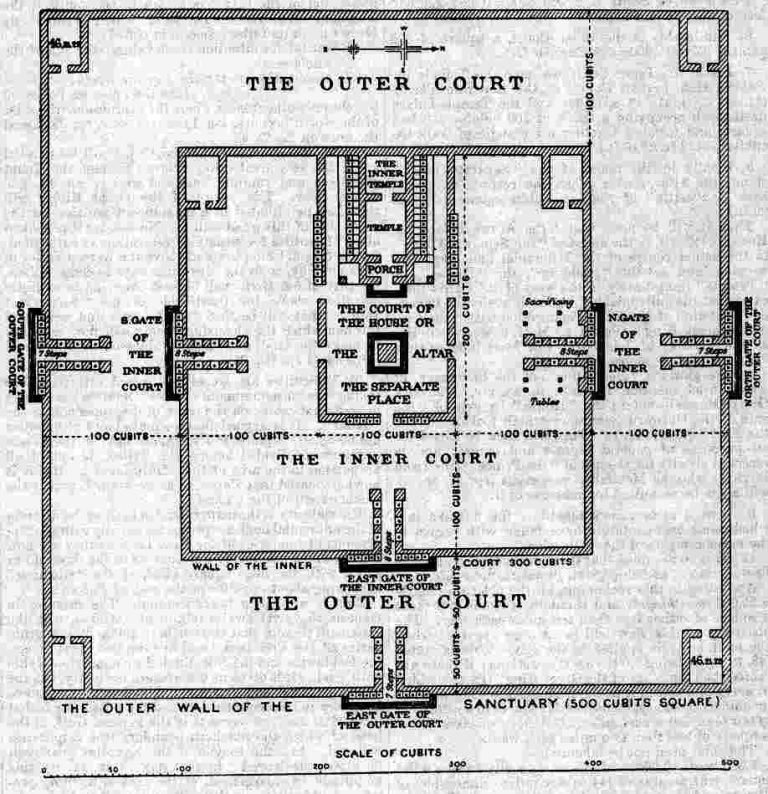 46.n.n
W
S
N
E
THE OUTER COURT
100 CUBITS
THE
INNER
TEMPLE
TEMPLE
PORCH
200 CUBITS
SOUTH GATE OF THE
OUTER COURT
7 Steps
S. GATE
OF
THE
INNER
COURT
8 Steps
THE COURT OF
THE HOUSE OR
THE ALTAR
THE SEPARATE
PLACE
Sacrificing
Tables
8 Steps
N. GATE
OF
THE
INNER
COURT
7 Steps
NORTH GATE OF THE
OUTER COURT
100 CUBITS 100 CUBITS 100 CUBITS 100 CUBITS 100 CUBITS
THE INNER COURT
100 CUBITS
8 Steps
WALL OF THE INNER COURT 300 CUBITS
EAST GATE OF
THE INNER COURT
THE OUTER COURT
50 CUBITS 50 CUBITS
7 Steps
46.n.n
THE OUTER WALL OF THE SANCTUARY (500 CUBITS SQUARE)
EAST GATE OF
THE OUTER COURT
SCALE OF CUBITS
0 50 100 200 300 400 500